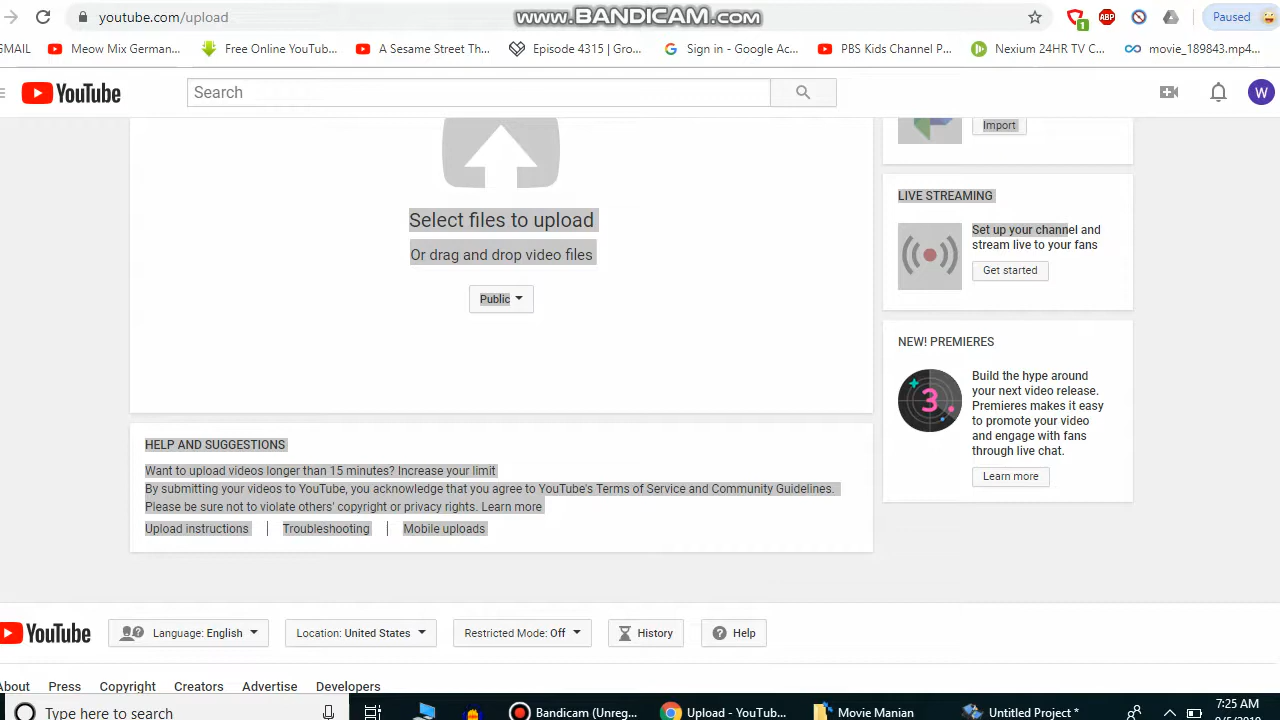 youtube.com/upload
www.BANDICAM.com
1
ABP
Paused
GMAIL
Meow Mix German...
Free Online YouTub...
A Sesame Street Th...
Episode 4315 | Gro...
Sign in - Google Ac...
PBS Kids Channel P...
Nexium 24HR TV C...
movie_189843.mp4...
YouTube
Search
W
Import
Select files to upload
Or drag and drop video files
Public
LIVE STREAMING
Set up your channel and
stream live to your fans
Get started
NEW! PREMIERES
3
Build the hype around
your next video release.
Premieres makes it easy
to promote your video
and engage with fans
through live chat.
Learn more
HELP AND SUGGESTIONS
Want to upload videos longer than 15 minutes? Increase your limit
By submitting your videos to YouTube, you acknowledge that you agree to YouTube's Terms of Service and Community Guidelines.
Please be sure not to violate others' copyright or privacy rights. Learn more
Upload instructions
Troubleshooting
Mobile uploads
YouTube
Language: English
Location: United States
Restricted Mode: Off
History
Help
About
Press
Copyright
Creators
Advertise
Developers
Type here to search
Bandicam (Unreg...
Upload - YouTub...
Movie Manian
Untitled Project *
7:25 AM